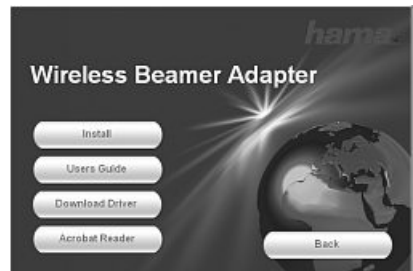 hama
Wireless Beamer Adapter
Install
Users Guide
Download Driver
Acrobat Reader
Back